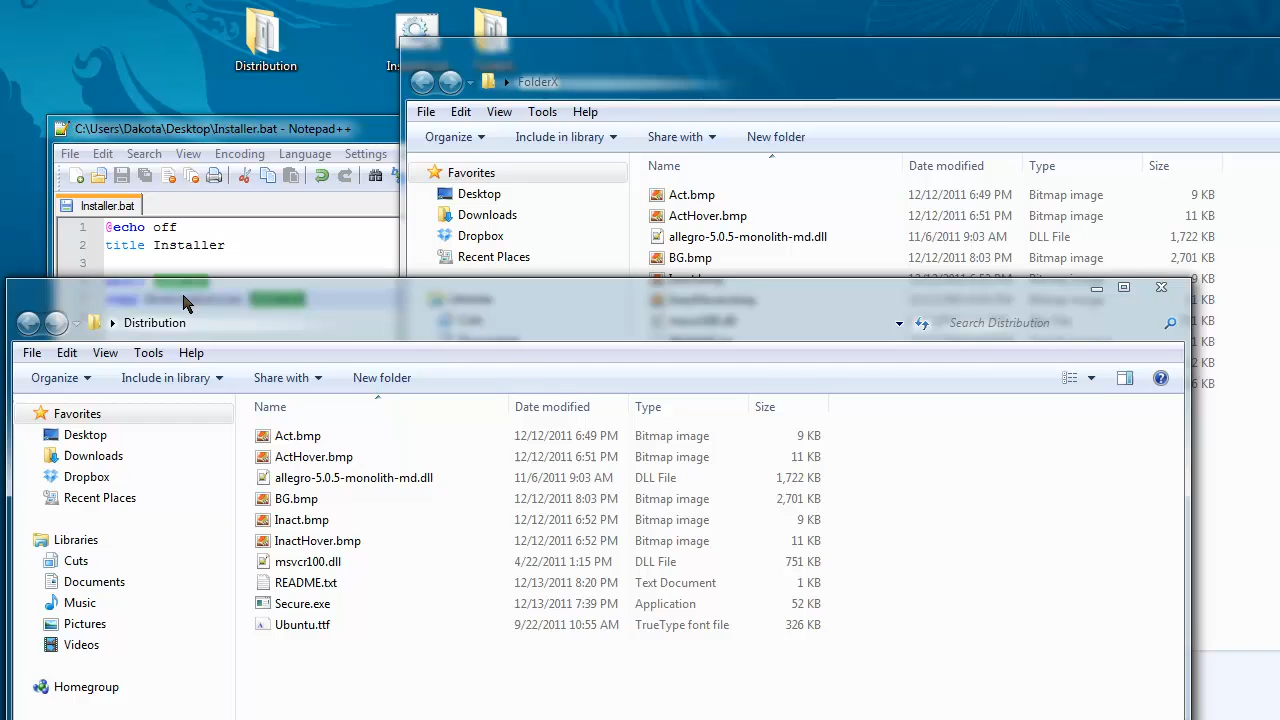 Distribution
Ins
C:\Users\Dakota\Desktop\Installer.bat - Notepad++
File Edit Search View Encoding Language Settings
Installer.bat
1 @echo off
2 title Installer
3
FolderX
File Edit View Tools Help
Organize Include in library Share with New folder
Favorites
Desktop
Downloads
Dropbox
Recent Places
Name Date modified Type Size
Act.bmp 12/12/2011 6:49 PM Bitmap image 9 KB
ActHover.bmp 12/12/2011 6:51 PM Bitmap image 11 KB
allegro-5.0.5-monolith-md.dll 11/6/2011 9:03 AM DLL File 1,722 KB
BG.bmp 12/12/2011 8:03 PM Bitmap image 2,701 KB
9 KB
11 KB
1 KB
1 KB
2 KB
6 KB
Distribution
Search Distribution
File Edit View Tools Help
Organize Include in library Share with New folder
Favorites
Desktop
Downloads
Dropbox
Recent Places
Libraries
Cuts
Documents
Music
Pictures
Videos
Homegroup
Name Date modified Type Size
Act.bmp 12/12/2011 6:49 PM Bitmap image 9 KB
ActHover.bmp 12/12/2011 6:51 PM Bitmap image 11 KB
allegro-5.0.5-monolith-md.dll 11/6/2011 9:03 AM DLL File 1,722 KB
BG.bmp 12/12/2011 8:03 PM Bitmap image 2,701 KB
Inact.bmp 12/12/2011 6:52 PM Bitmap image 9 KB
InactHover.bmp 12/12/2011 6:52 PM Bitmap image 11 KB
msvcr100.dll 4/22/2011 1:15 PM DLL File 751 KB
README.txt 12/13/2011 8:20 PM Text Document 1 KB
Secure.exe 12/13/2011 7:39 PM Application 52 KB
Ubuntu.ttf 9/22/2011 10:55 AM TrueType font file 326 KB